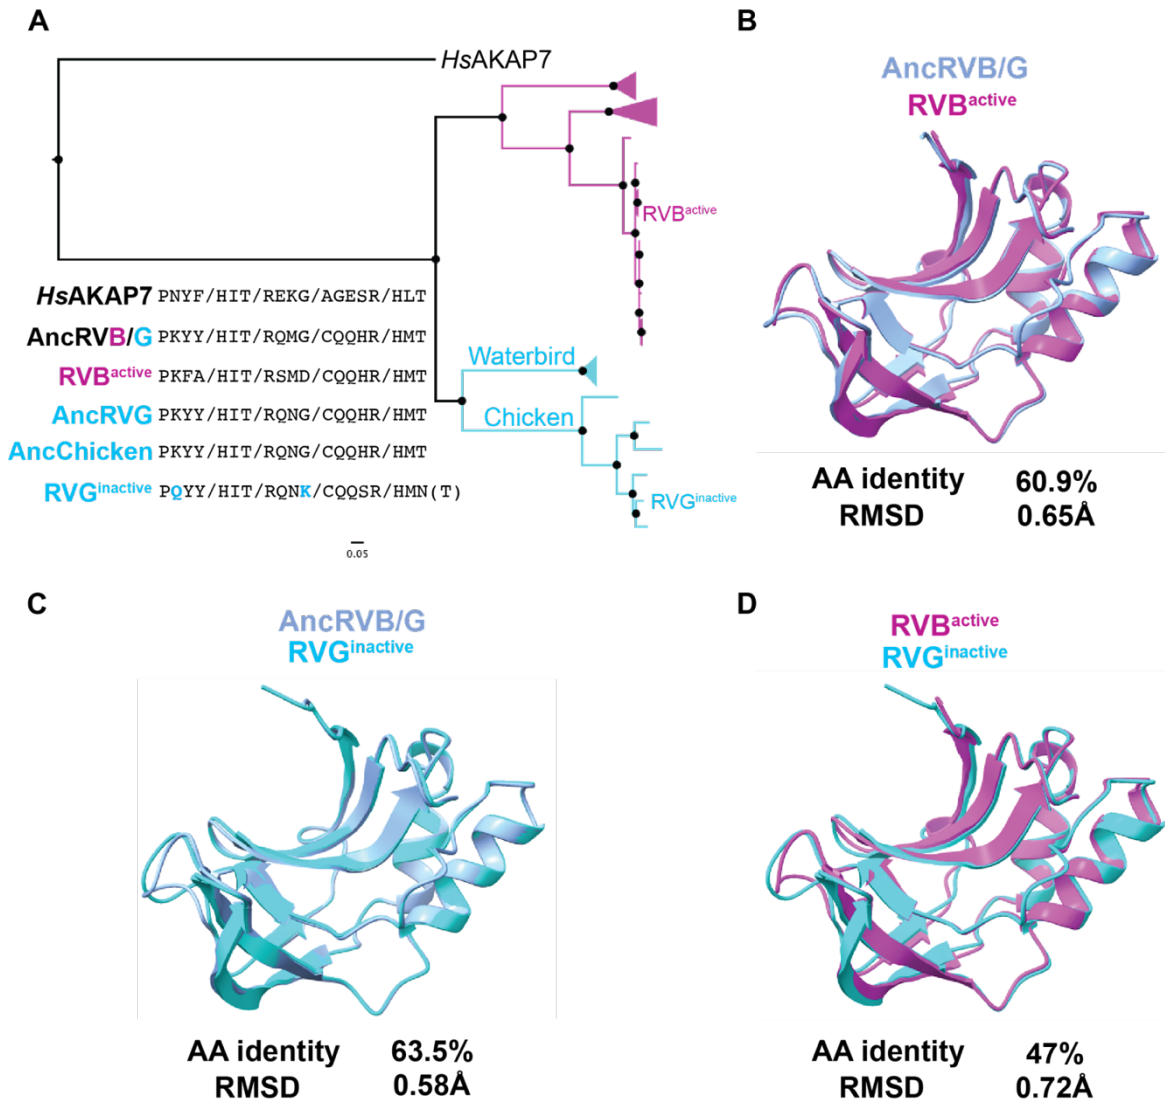 A
HsAKAP7
RVBactive
Waterbird
Chicken
RVGinactive
HsAKAP7 PNYF/HIT/REKG/AGESR/HLT
AncRVB/G PKYY/HIT/RQMG/CQQHR/HMT
RVBactive PKFA/HIT/RSMD/CQQHR/HMT
AncRVG PKYY/HIT/RQNG/CQQHR/HMT
AncChicken PKYY/HIT/RQNG/CQQHR/HMT
RVGinactive PQYY/HIT/RQNK/CQQSR/HMN(T)
0.05
B
AncRVB/G
RVBactive
AA identity 60.9%
RMSD 0.65Å
C
AncRVB/G
RVGinactive
AA identity 63.5%
RMSD 0.58Å
D
RVBactive
RVGinactive
AA identity 47%
RMSD 0.72Å